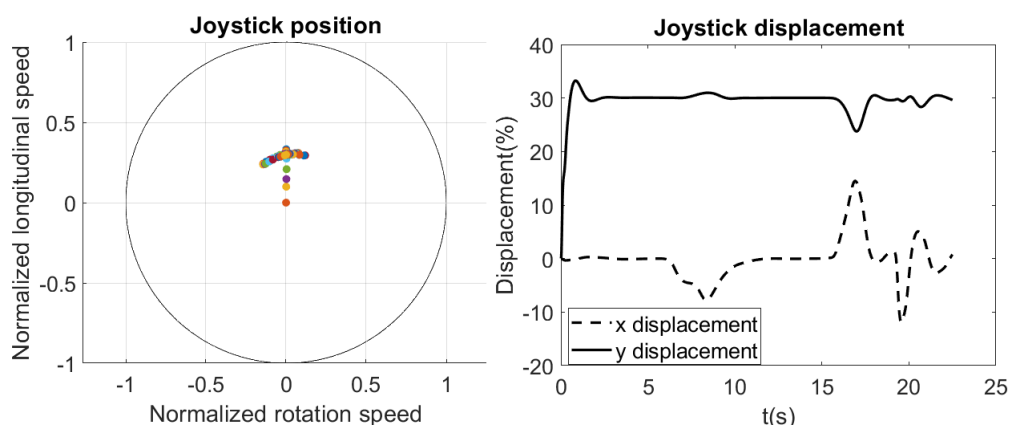 Joystick position
Normalized longitudinal speed
1
0.5
0
-0.5
-1
-1
-0.5
0
0.5
1
Normalized rotation speed
Joystick displacement
Displacement(%)
40
30
20
10
0
-10
-20
x displacement
y displacement
0
5
10
15
20
25
t(s)